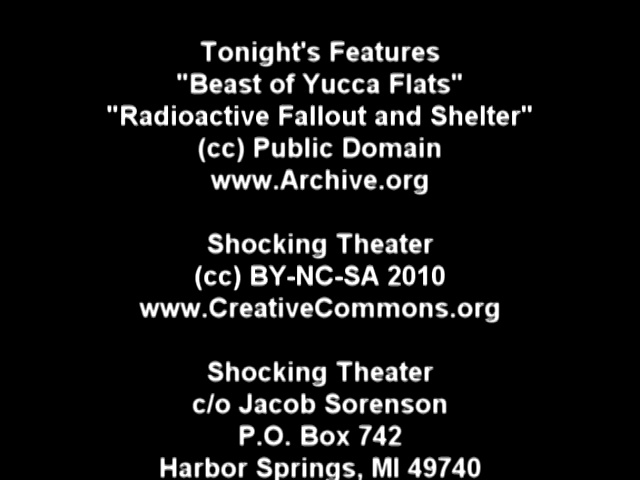 Tonight's Features
"Beast of Yucca Flats"
"Radioactive Fallout and Shelter"
(cc) Public Domain
www.Archive.org
Shocking Theater
(cc) BY-NC-SA 2010
www.CreativeCommons.org
Shocking Theater
c/o Jacob Sorenson
P.O. Box 742
Harbor Springs, MI 49740